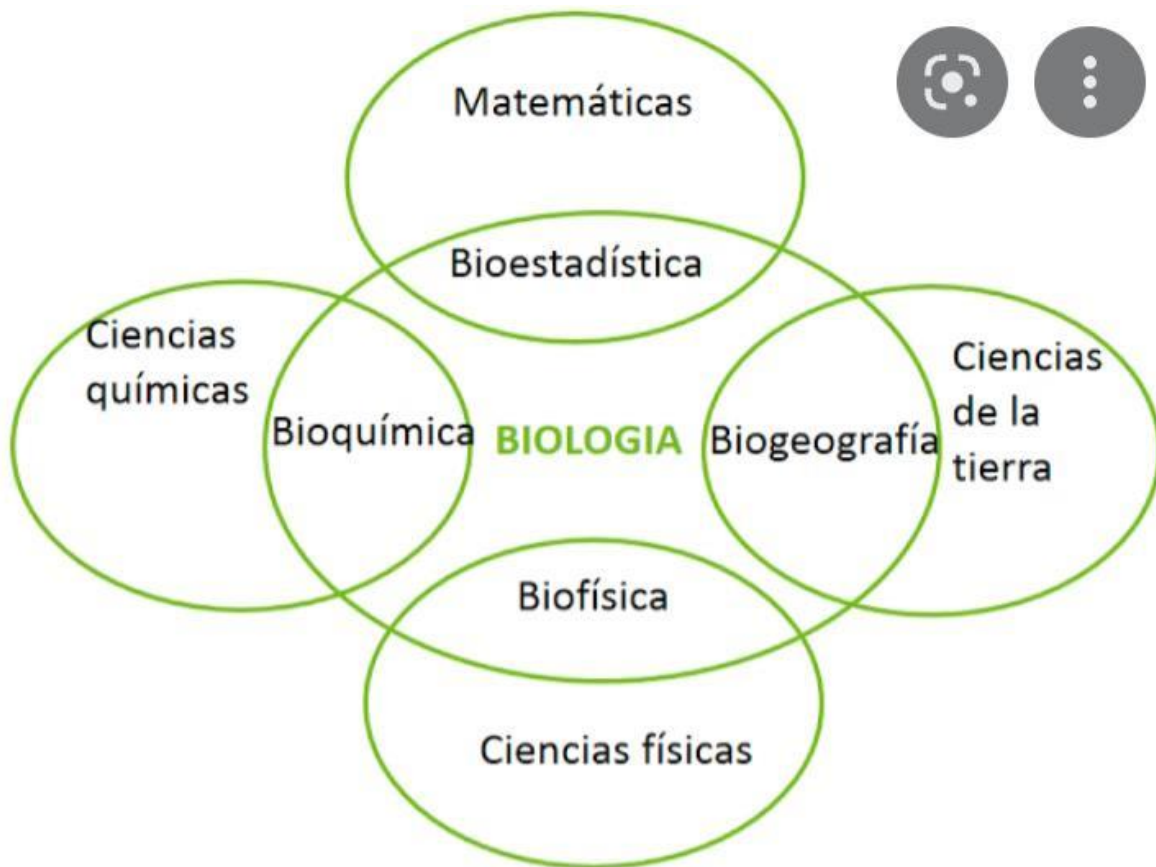 Matemáticas
Bioestadística
Ciencias
químicas
Bioquímica
BIOLOGIA
Biogeografía
Ciencias
de la
tierra
Biofísica
Ciencias físicas